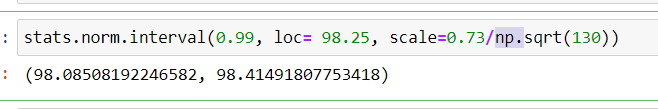 : stats.norm.interval(0.99, loc= 98.25, scale=0.73/np.sqrt(130))
: (98.08508192246582, 98.41491807753418)